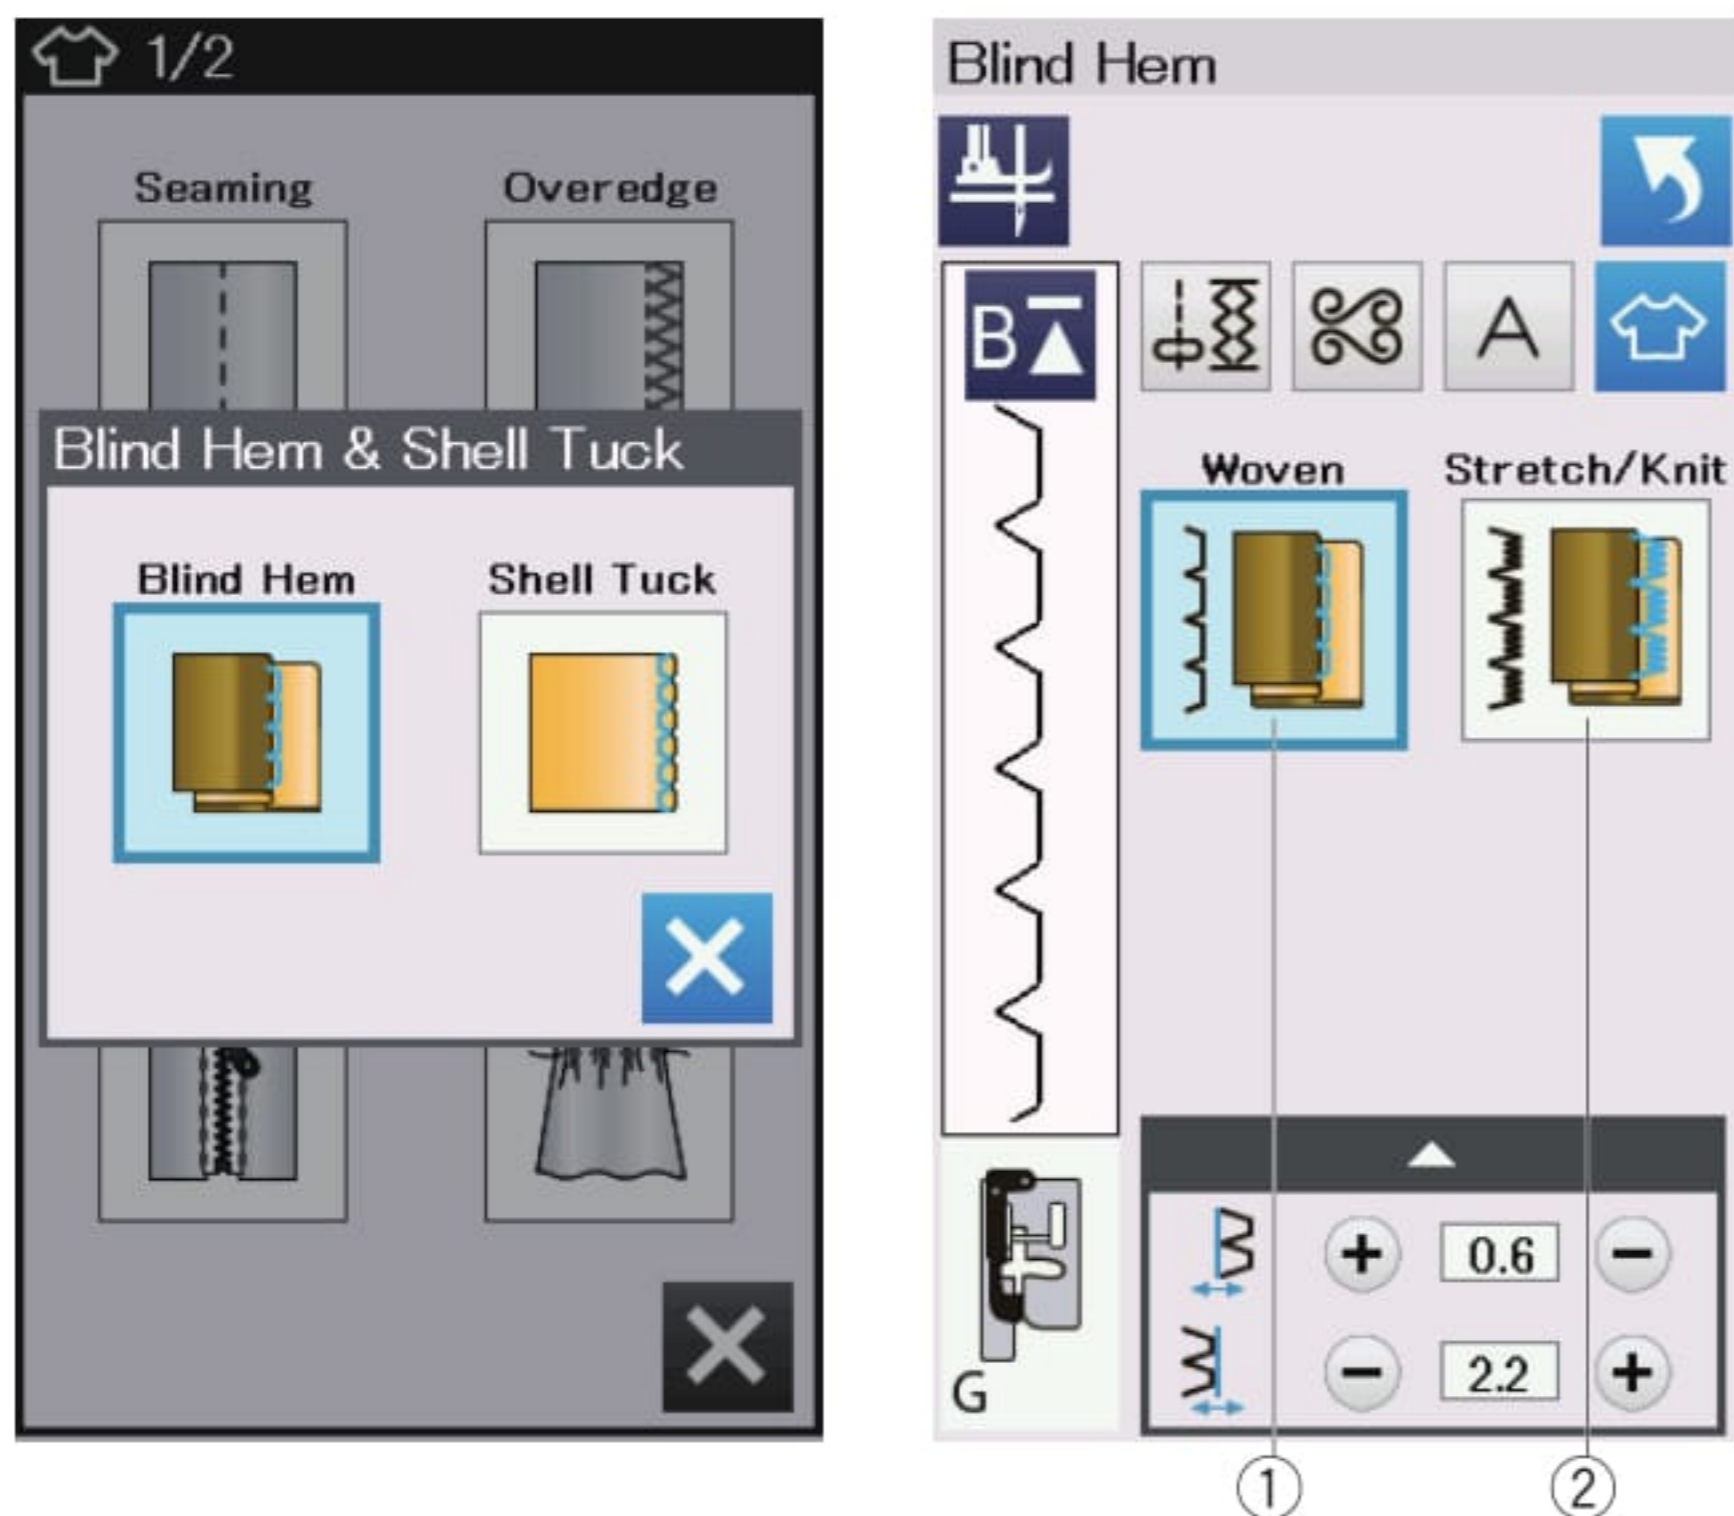 1/2
Seaming Overedge
Blind Hem & Shell Tuck
Blind Hem Shell Tuck
Blind Hem
B
A
Woven Stretch/Knit
+ 0.6 −
− 2.2 +
G
① ②